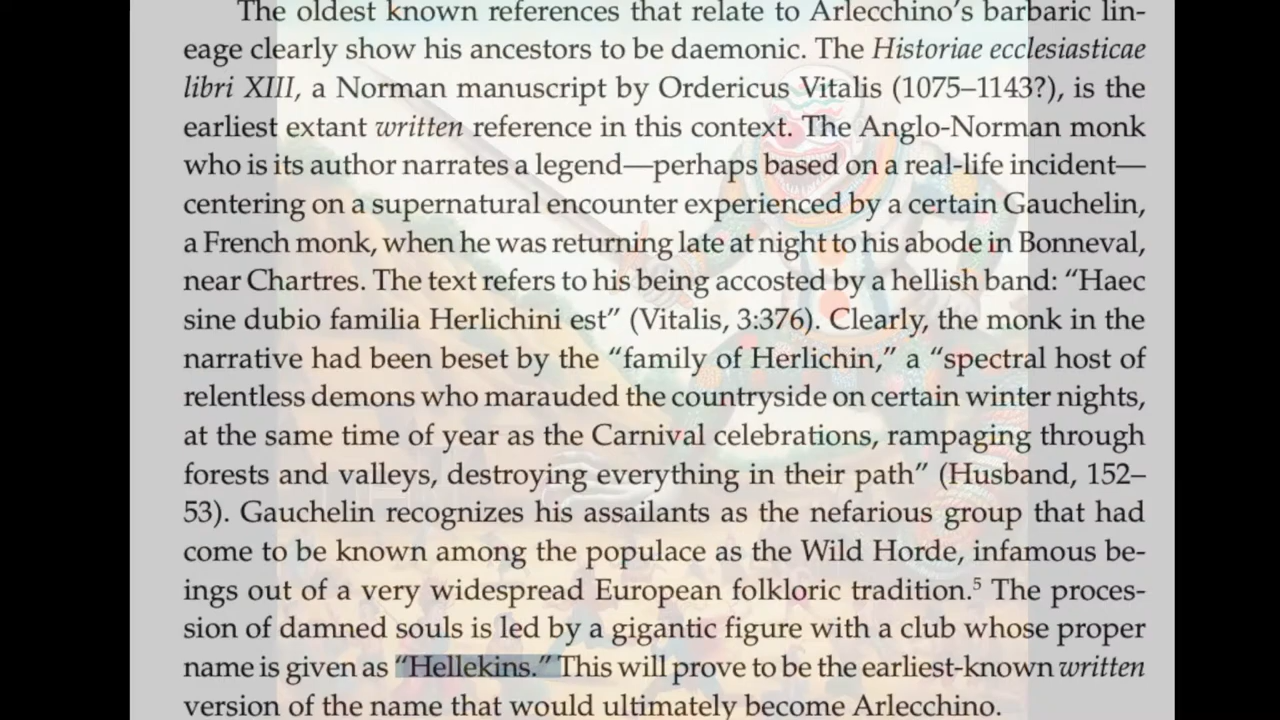 The oldest known references that relate to Arlecchino’s barbaric lin-
eage clearly show his ancestors to be daemonic. The Historiae ecclesiasticae
libri XIII, a Norman manuscript by Ordericus Vitalis (1075–1143?), is the
earliest extant written reference in this context. The Anglo-Norman monk
who is its author narrates a legend—perhaps based on a real-life incident—
centering on a supernatural encounter experienced by a certain Gauchelin,
a French monk, when he was returning late at night to his abode in Bonneval,
near Chartres. The text refers to his being accosted by a hellish band: “Haec
sine dubio familia Herlichini est” (Vitalis, 3:376). Clearly, the monk in the
narrative had been beset by the “family of Herlichin,” a “spectral host of
relentless demons who marauded the countryside on certain winter nights,
at the same time of year as the Carnival celebrations, rampaging through
forests and valleys, destroying everything in their path” (Husband, 152–
53). Gauchelin recognizes his assailants as the nefarious group that had
come to be known among the populace as the Wild Horde, infamous be-
ings out of a very widespread European folkloric tradition.⁵ The proces-
sion of damned souls is led by a gigantic figure with a club whose proper
name is given as “Hellekins.” This will prove to be the earliest-known written
version of the name that would ultimately become Arlecchino.